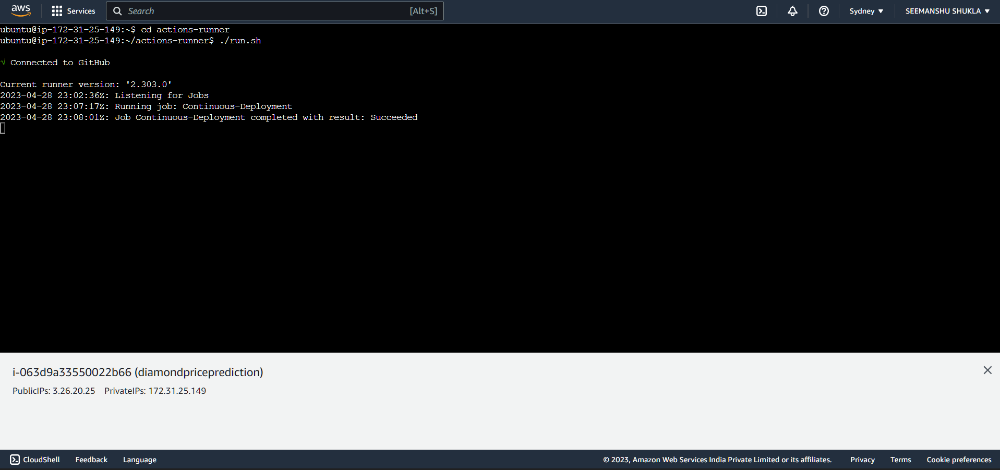 aws Services Search [Alt+S] Sydney ▼ SEEMANSHU SHUKLA ▼
ubuntu@ip-172-31-25-149:~$ cd actions-runner
ubuntu@ip-172-31-25-149:~/actions-runner$ ./run.sh
√ Connected to GitHub
Current runner version: '2.303.0'
2023-04-28 23:02:36Z: Listening for Jobs
2023-04-28 23:07:17Z: Running job: Continuous-Deployment
2023-04-28 23:08:01Z: Job Continuous-Deployment completed with result: Succeeded
i-063d9a33550022b66 (diamondpriceprediction)
PublicIPs: 3.26.20.25 PrivateIPs: 172.31.25.149
CloudShell Feedback Language © 2023, Amazon Web Services India Private Limited or its affiliates. Privacy Terms Cookie preferences